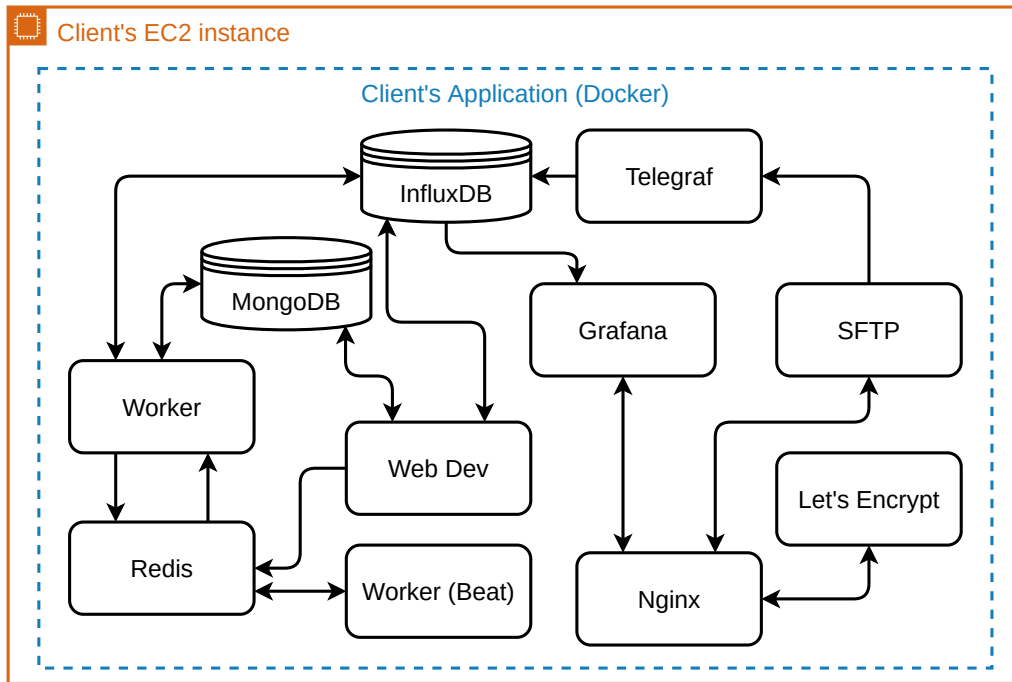 Client's EC2 instance
Client's Application (Docker)
InfluxDB
Telegraf
MongoDB
Grafana
SFTP
Worker
Web Dev
Let's Encrypt
Redis
Worker (Beat)
Nginx